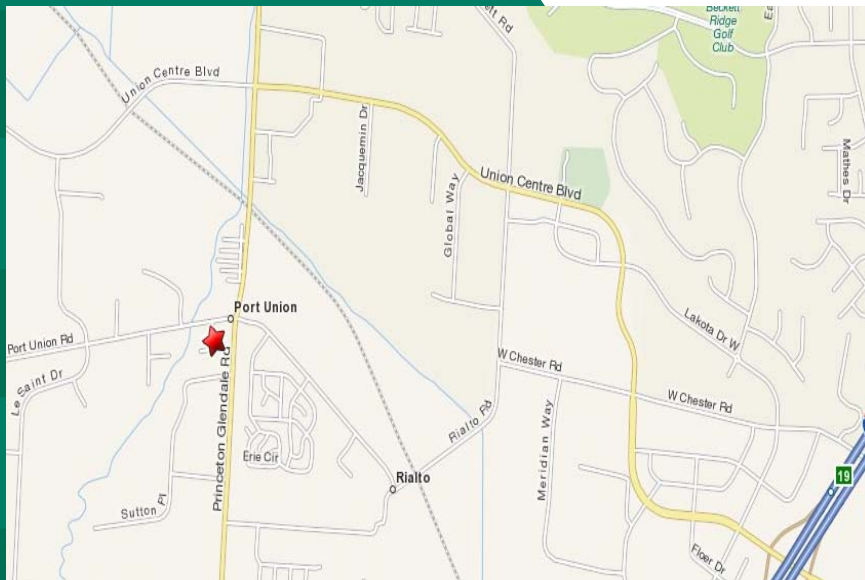 Beckett
Ridge
Golf
Club
Union Centre Blvd
Jacquemin Dr
Mathes Dr
Union Centre Blvd
Global Way
Port Union
Lakota Dr W
Port Union Rd
W Chester Rd
Le Saint Dr
Princeton Glendale Rd
W Chester Rd
Rialto Rd
Meridian Way
Erie Cir
Rialto
19
Sutton Pl
Floer Dr